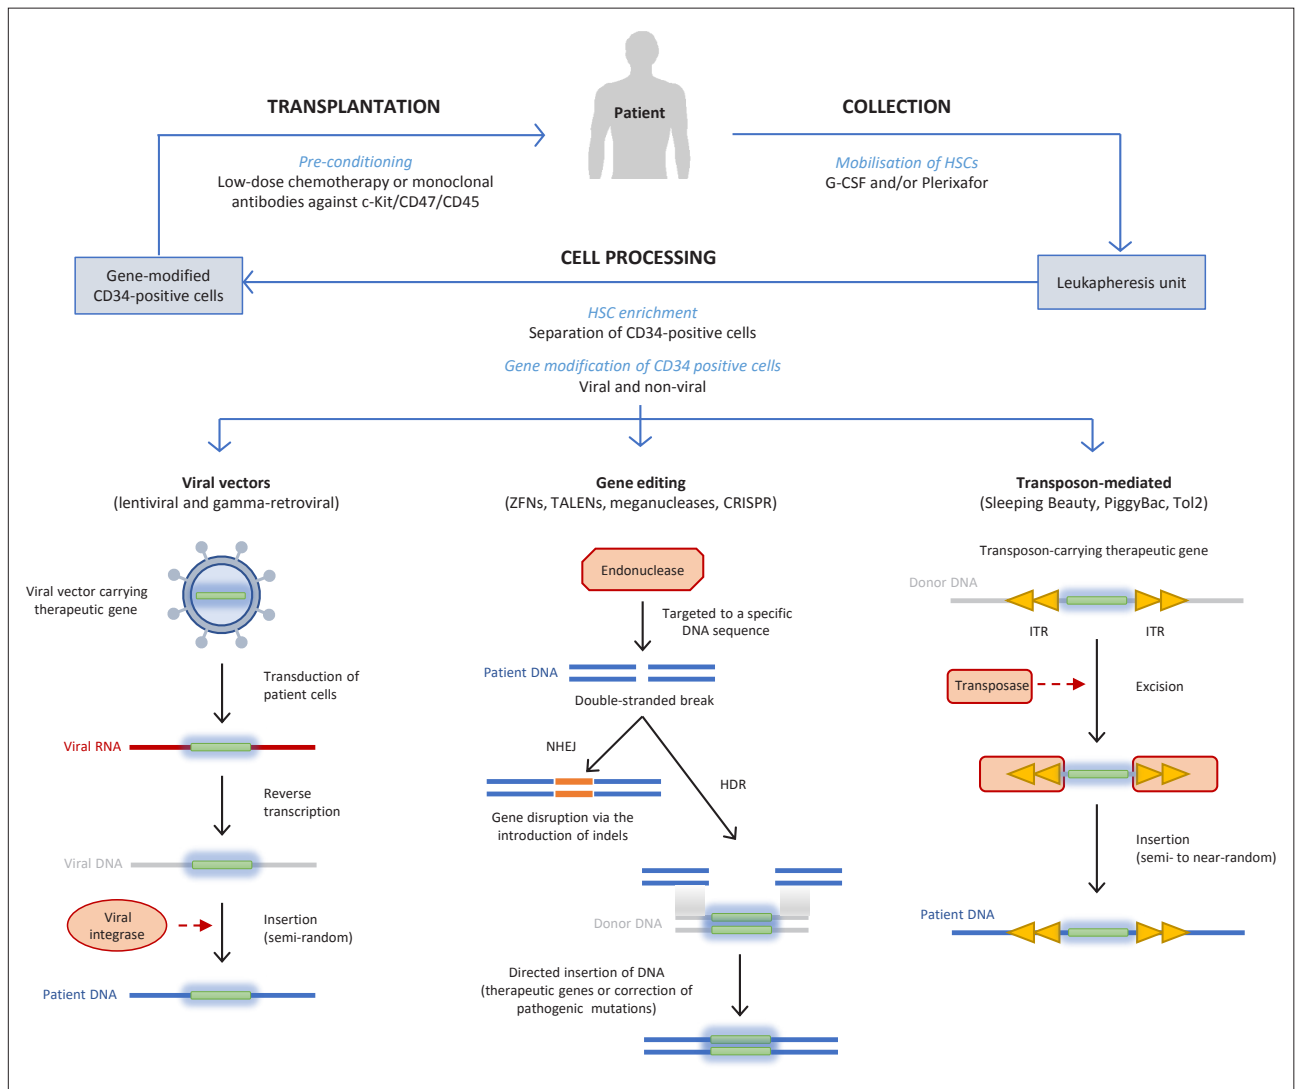 TRANSPLANTATION
Patient
COLLECTION
Pre-conditioning
Low-dose chemotherapy or monoclonal
antibodies against c-Kit/CD47/CD45
Mobilisation of HSCs
G-CSF and/or Plerixafor
CELL PROCESSING
Gene-modified
CD34-positive cells
Leukapheresis unit
HSC enrichment
Separation of CD34-positive cells
Gene modification of CD34 positive cells
Viral and non-viral
Viral vectors
(lentiviral and gamma-retroviral)
Viral vector carrying
therapeutic gene
Transduction of
patient cells
Viral RNA
Reverse
transcription
Viral DNA
Viral
integrase
Insertion
(semi-random)
Patient DNA
Gene editing
(ZFNs, TALENs, meganucleases, CRISPR)
Endonuclease
Targeted to a specific
DNA sequence
Patient DNA
Double-stranded break
NHEJ
HDR
Gene disruption via the
introduction of indels
Donor DNA
Directed insertion of DNA
(therapeutic genes or correction of
pathogenic mutations)
Transposon-mediated
(Sleeping Beauty, PiggyBac, Tol2)
Transposon-carrying therapeutic gene
Donor DNA
ITR
ITR
Transposase
Excision
Insertion
(semi- to near-random)
Patient DNA